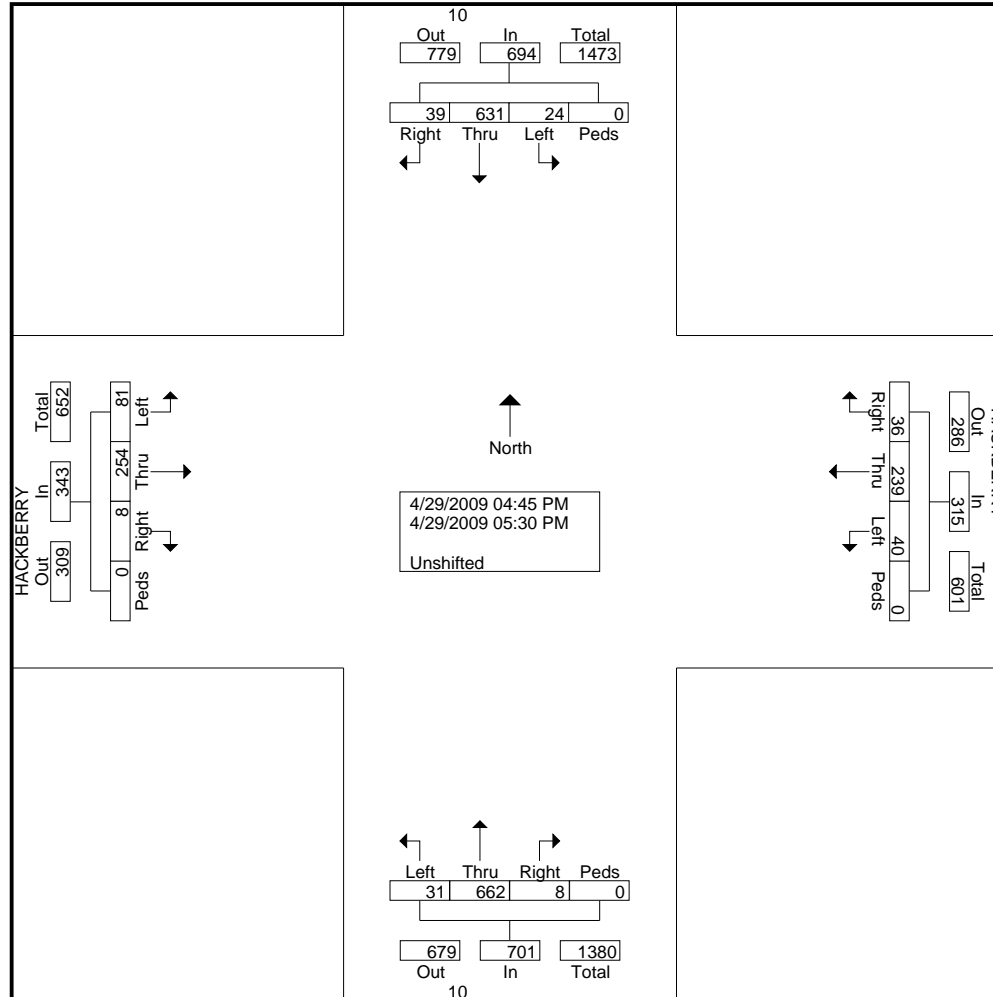 10
Out In Total
779 694 1473
39 631 24 0
Right Thru Left Peds
HACKBERRY
Total 652
In 343
Out 309
81 254 8 0
Left Thru Right Peds
North
4/29/2009 04:45 PM
4/29/2009 05:30 PM
Unshifted
Right Thru Left Peds
36 239 40 0
Out 286
In 315
Total 601
Left Thru Right Peds
31 662 8 0
679 701 1380
Out In Total
10